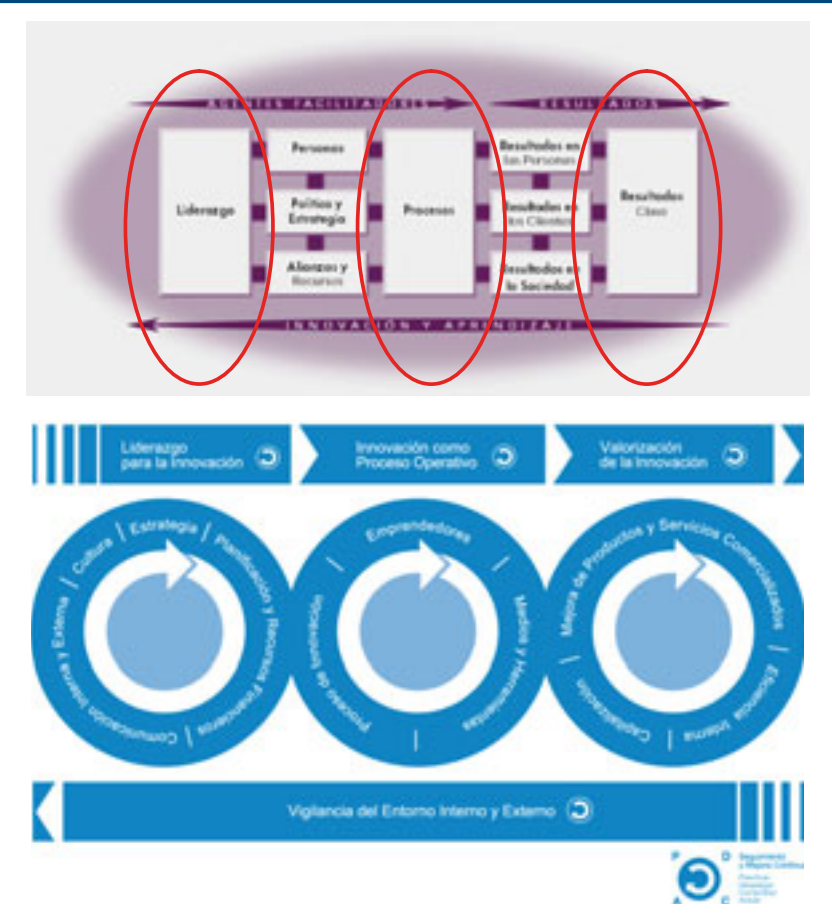 AGENTES FACILITADORES
RESULTADOS
Liderazgo
Personas
Política y
Estrategia
Alianzas y
Recursos
Procesos
Resultados en
las Personas
Resultados en
los Clientes
Resultados en
la Sociedad
Resultados
Clave
INNOVACIÓN Y APRENDIZAJE
Liderazgo
para la Innovación
Innovación como
Proceso Operativo
Valorización
de la Innovación
Comunicación Interna y Externa | Cultura | Estrategia | Planificación y Recursos Financieros |
Proceso de Innovación | Emprendedores | Medios y Herramientas |
Mejora de Productos y Servicios Comercializados | Eficiencia Interna | Capitalización |
Vigilancia del Entorno Interno y Externo
P D
A C
Seguimiento
y Mejora Continua